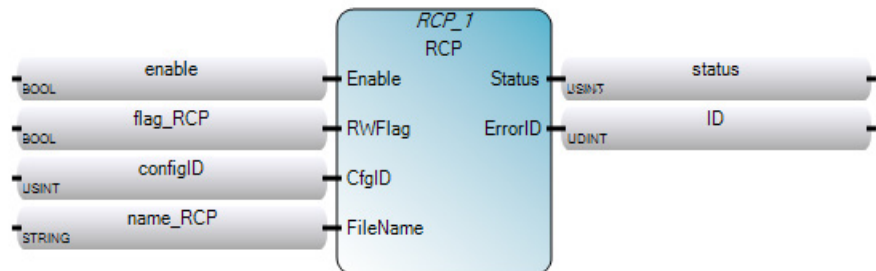 RCP_1
RCP
enable
BOOL
Enable
Status
status
USINT
flag_RCP
BOOL
RWFlag
ErrorID
ID
UDINT
configID
USINT
CfgID
name_RCP
STRING
FileName